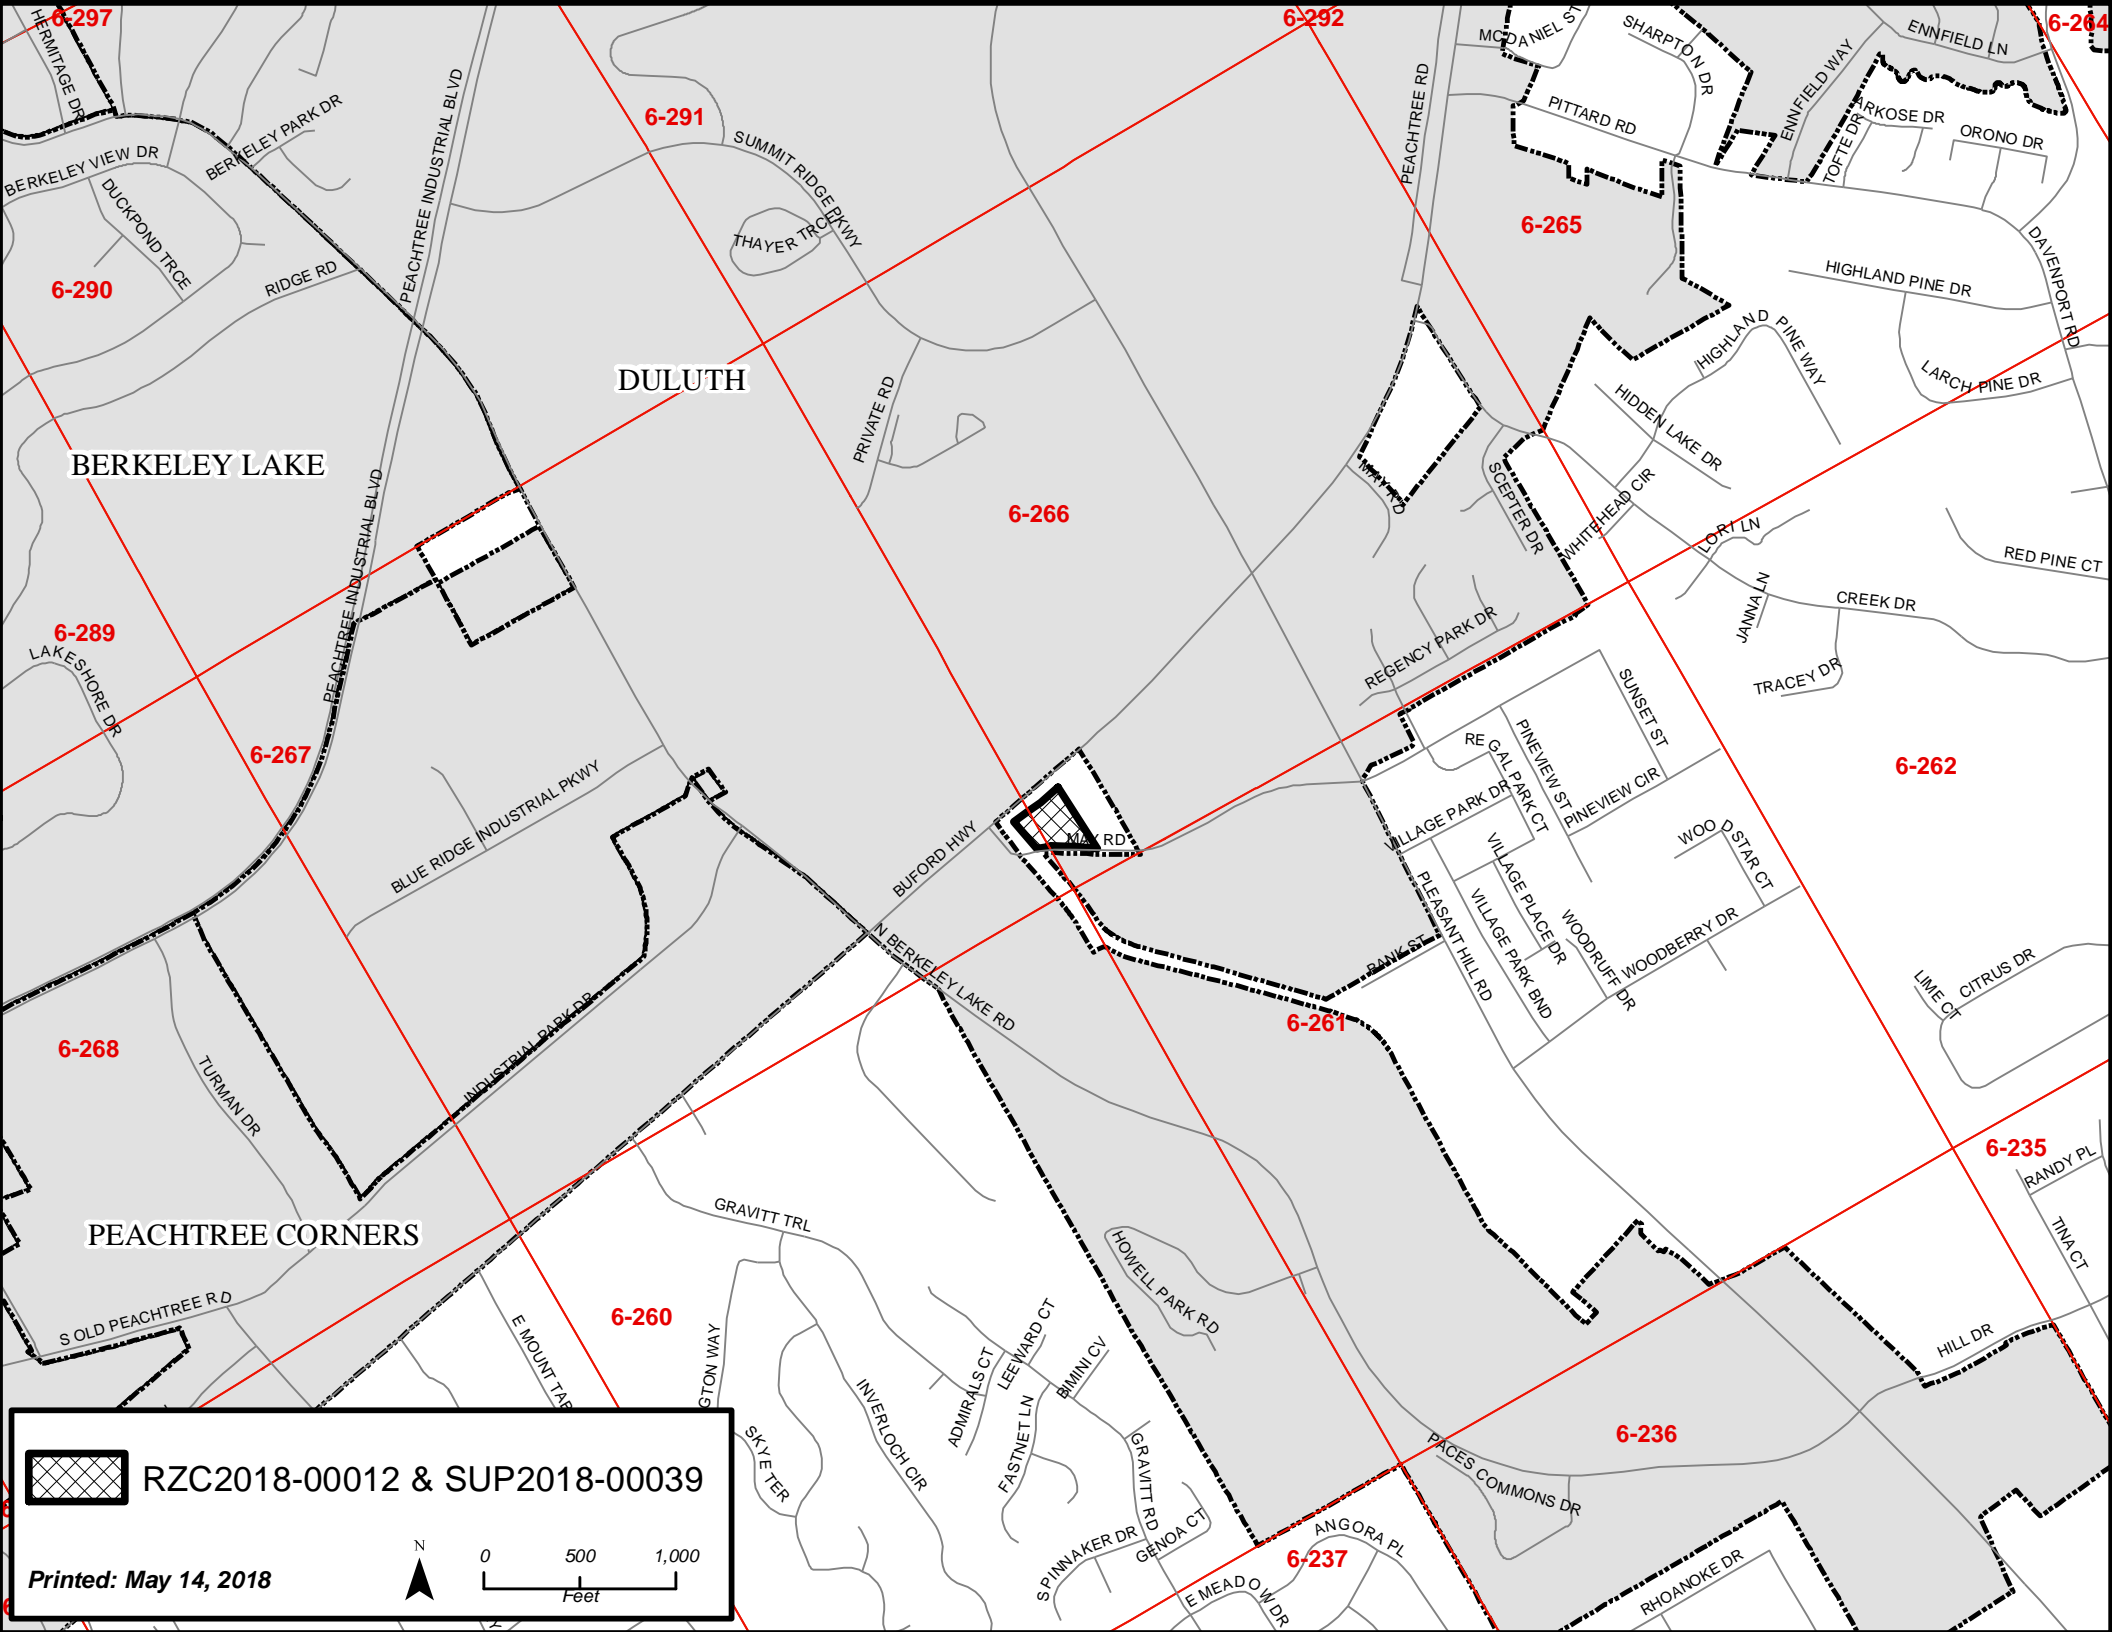 6-297
6-292
6-264
HERMITAGE DR
MCDANIEL ST
SHARPTON DR
ENNFIELD LN
ENNFIELD WAY
PEACHTREE INDUSTRIAL BLVD
PEACHTREE RD
BERKELEY PARK DR
6-291
PITTARD RD
ARKOSE DR
ORONO DR
TOFTE DR
BERKELEY VIEW DR
SUMMIT RIDGE PKWY
DUCKPOND TRCE
THAYER TRCE
6-265
6-290
RIDGE RD
HIGHLAND PINE DR
DAVENPORT RD
HIGHLAND PINE WAY
LARCH PINE DR
DULUTH
PRIVATE RD
HIDDEN LAKE DR
BERKELEY LAKE
MAY RD
SCEPTER DR
WHITEHEAD CIR
6-266
LORI LN
RED PINE CT
PEACHTREE INDUSTRIAL BLVD
PEACHTREE INDUSTRIAL BLVD
JANNA LN
CREEK DR
6-289
LAKESHORE DR
REGENCY PARK DR
TRACEY DR
SUNSET ST
6-267
REGAL PARK CT
PINEVIEW ST
PINEVIEW CIR
6-262
BLUE RIDGE INDUSTRIAL PKWY
VILLAGE PARK DR
BUFORD HWY
MAY RD
WOODSTAR CT
VILLAGE PLACE DR
PLEASANT HILL RD
VILLAGE PARK BND
WOODRUFF DR
WOODBERRY DR
N BERKELEY LAKE RD
BANK ST
CITRUS DR
LIME CT
6-261
6-268
INDUSTRIAL PARK DR
TURMAN DR
6-235
RANDY PL
TINA CT
PEACHTREE CORNERS
GRAVITT TRL
HOWELL PARK RD
S OLD PEACHTREE RD
6-260
E MOUNT TAB
GTON WAY
LEEWARD CT
ADMIRALS CT
BIMINI CV
HILL DR
INVERLOCH CIR
FASTNET LN
6-236
SKYE TER
GRAVITT RD
PACES COMMONS DR
SPINNAKER DR
GENOA CT
ANGORA PL
6-237
E MEADOW DR
RHOANOKE DR
RZC2018-00012 & SUP2018-00039
N
0 500 1,000
Feet
Printed: May 14, 2018